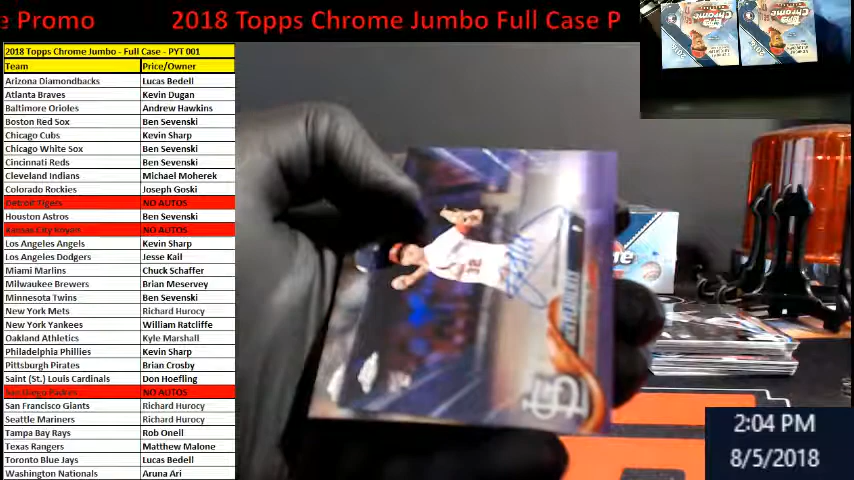 e Promo
2018 Topps Chrome Jumbo Full Case P
2018 Topps Chrome Jumbo - Full Case - PYT 001
Team Price/Owner
Arizona Diamondbacks Lucas Bedell
Atlanta Braves Kevin Dugan
Baltimore Orioles Andrew Hawkins
Boston Red Sox Ben Sevenski
Chicago Cubs Kevin Sharp
Chicago White Sox Ben Sevenski
Cincinnati Reds Ben Sevenski
Cleveland Indians Michael Moherek
Colorado Rockies Joseph Goski
Detroit Tigers NO AUTOS
Houston Astros Ben Sevenski
Kansas City Royals NO AUTOS
Los Angeles Angels Kevin Sharp
Los Angeles Dodgers Jesse Kail
Miami Marlins Chuck Schaffer
Milwaukee Brewers Brian Meservey
Minnesota Twins Ben Sevenski
New York Mets Richard Hurocy
New York Yankees William Ratcliffe
Oakland Athletics Kyle Marshall
Philadelphia Phillies Kevin Sharp
Pittsburgh Pirates Brian Crosby
Saint (St.) Louis Cardinals Don Hoefling
San Diego Padres NO AUTOS
San Francisco Giants Richard Hurocy
Seattle Mariners Richard Hurocy
Tampa Bay Rays Rob Onell
Texas Rangers Matthew Malone
Toronto Blue Jays Lucas Bedell
Washington Nationals Aruna Ari
2:04 PM
8/5/2018